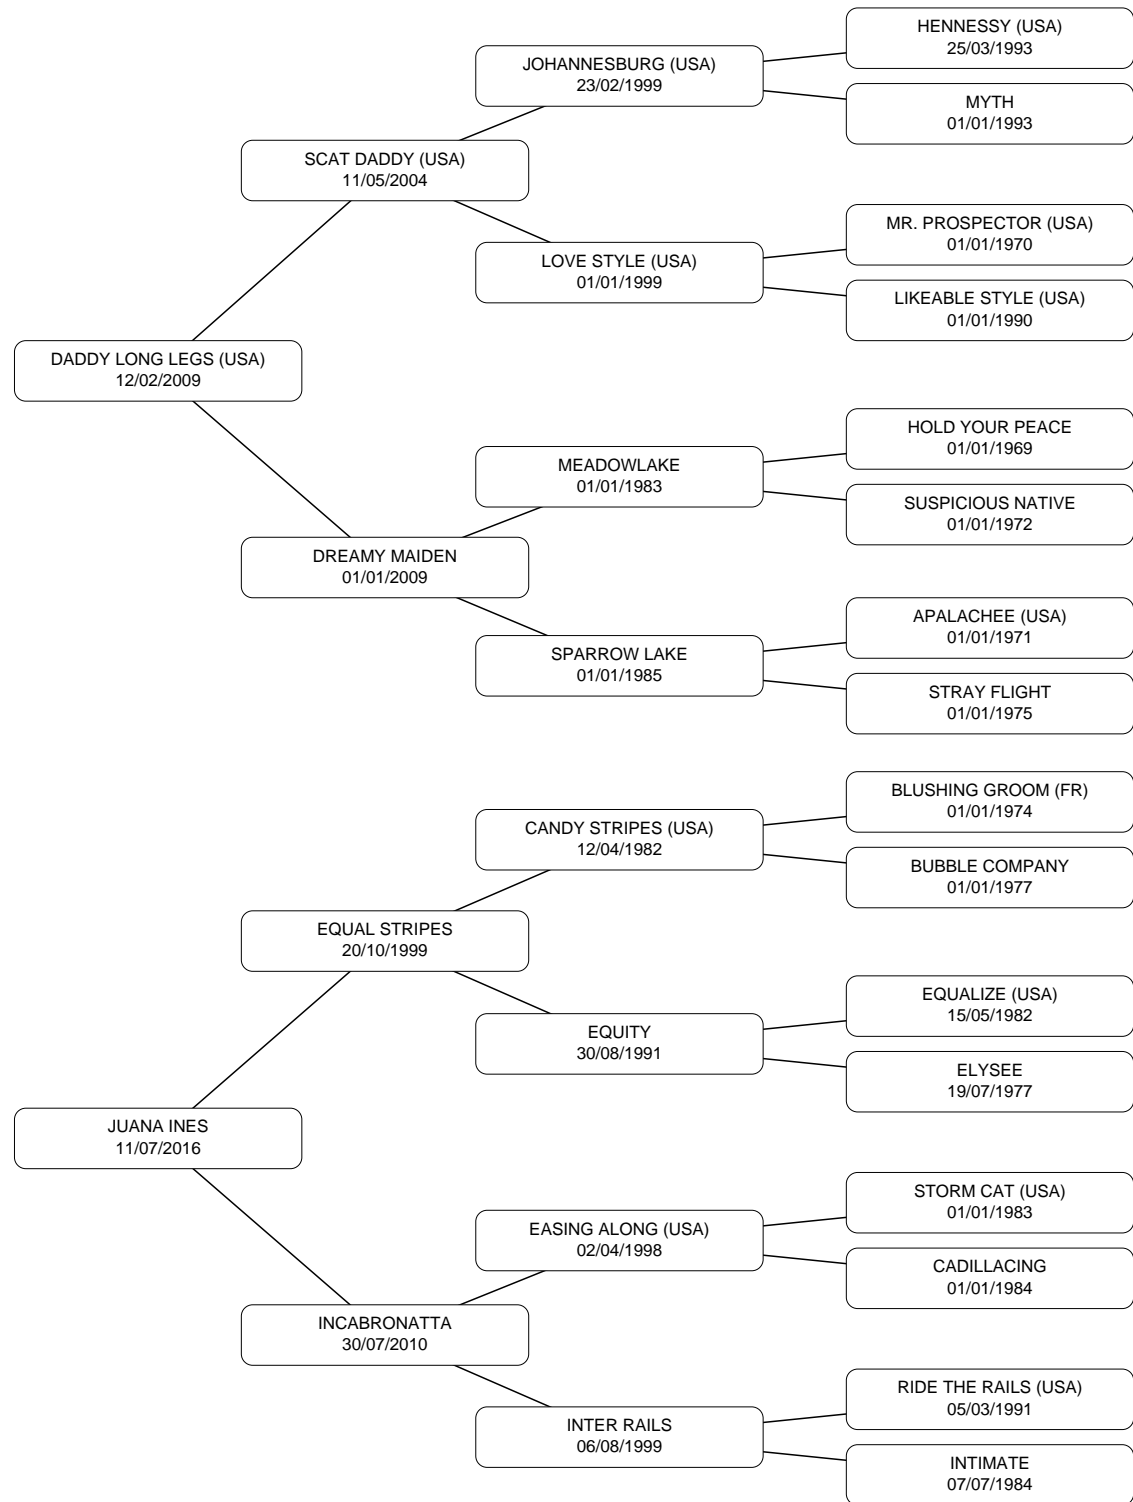 HENNESSY (USA)
25/03/1993
JOHANNESBURG (USA)
23/02/1999
MYTH
01/01/1993
SCAT DADDY (USA)
11/05/2004
MR. PROSPECTOR (USA)
01/01/1970
LOVE STYLE (USA)
01/01/1999
LIKEABLE STYLE (USA)
01/01/1990
DADDY LONG LEGS (USA)
12/02/2009
HOLD YOUR PEACE
01/01/1969
MEADOWLAKE
01/01/1983
SUSPICIOUS NATIVE
01/01/1972
DREAMY MAIDEN
01/01/2009
APALACHEE (USA)
01/01/1971
SPARROW LAKE
01/01/1985
STRAY FLIGHT
01/01/1975
BLUSHING GROOM (FR)
01/01/1974
CANDY STRIPES (USA)
12/04/1982
BUBBLE COMPANY
01/01/1977
EQUAL STRIPES
20/10/1999
EQUALIZE (USA)
15/05/1982
EQUITY
30/08/1991
ELYSEE
19/07/1977
JUANA INES
11/07/2016
STORM CAT (USA)
01/01/1983
EASING ALONG (USA)
02/04/1998
CADILLACING
01/01/1984
INCABRONATTA
30/07/2010
RIDE THE RAILS (USA)
05/03/1991
INTER RAILS
06/08/1999
INTIMATE
07/07/1984